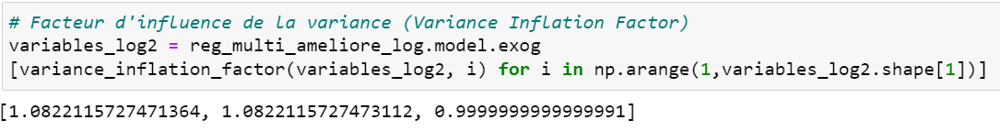 # Facteur d'influence de la variance (Variance Inflation Factor)
variables_log2 = reg_multi_ameliore_log.model.exog
[variance_inflation_factor(variables_log2, i) for i in np.arange(1,variables_log2.shape[1])]
[1.0822115727471364, 1.0822115727473112, 0.9999999999999991]